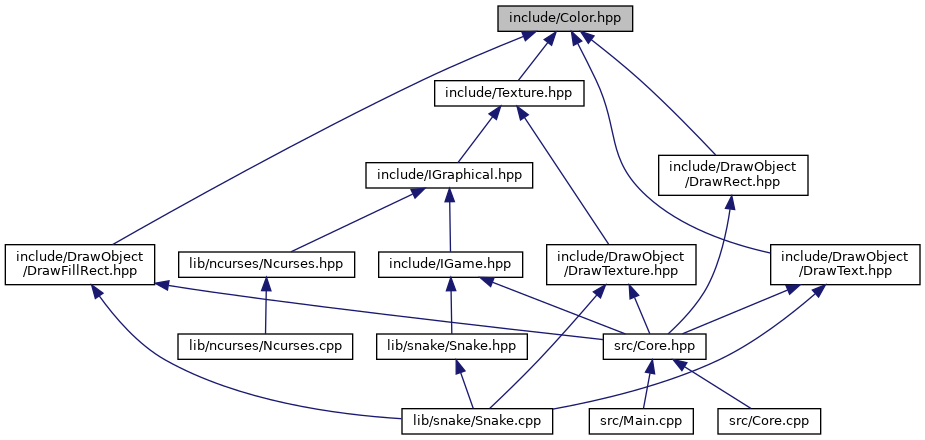 include/Color.hpp
include/Texture.hpp
include/DrawObject
/DrawRect.hpp
include/IGraphical.hpp
include/DrawObject
/DrawFillRect.hpp
lib/ncurses/Ncurses.hpp
include/IGame.hpp
include/DrawObject
/DrawTexture.hpp
include/DrawObject
/DrawText.hpp
lib/ncurses/Ncurses.cpp
lib/snake/Snake.hpp
src/Core.hpp
lib/snake/Snake.cpp
src/Main.cpp
src/Core.cpp